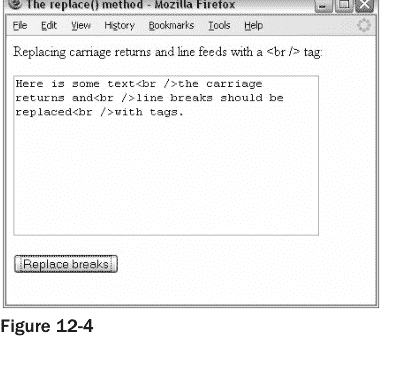 The replace() method - Mozilla Firefox
File Edit View History Bookmarks Tools Help
Replacing carriage returns and line feeds with a <br /> tag:
Here is some text<br />the carriage
returns and<br />line breaks should be
replaced<br />with tags.
Replace breaks
Figure 12-4